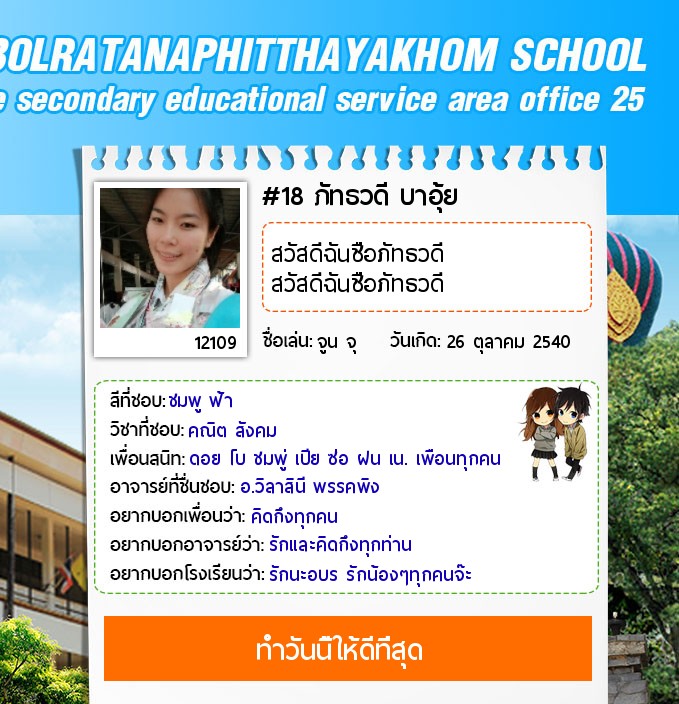 BOLRATANAPHITTHAYAKHOM SCHOOL
e secondary educational service area office 25
#18 ภัทธวดี บาอุ้ย
สวัสดีฉันชื่อภัทธวดี
สวัสดีฉันชื่อภัทธวดี
12109
ชื่อเล่น: จูน จุ วันเกิด: 26 ตุลาคม 2540
สีที่ชอบ: ชมพู ฟ้า
วิชาที่ชอบ: คณิต สังคม
เพื่อนสนิท: ดอย โบ ชมพู่ เปีย ช่อ ฝน เน. เพื่อนทุกคน
อาจารย์ที่ชื่นชอบ: อ.วิลาสินี พรรคพิง
อยากบอกเพื่อนว่า: คิดถึงทุกคน
อยากบอกอาจารย์ว่า: รักและคิดถึงทุกท่าน
อยากบอกโรงเรียนว่า: รักนะอบร รักน้องๆทุกคนจ๊ะ
ทำวันนี้ให้ดีที่สุด